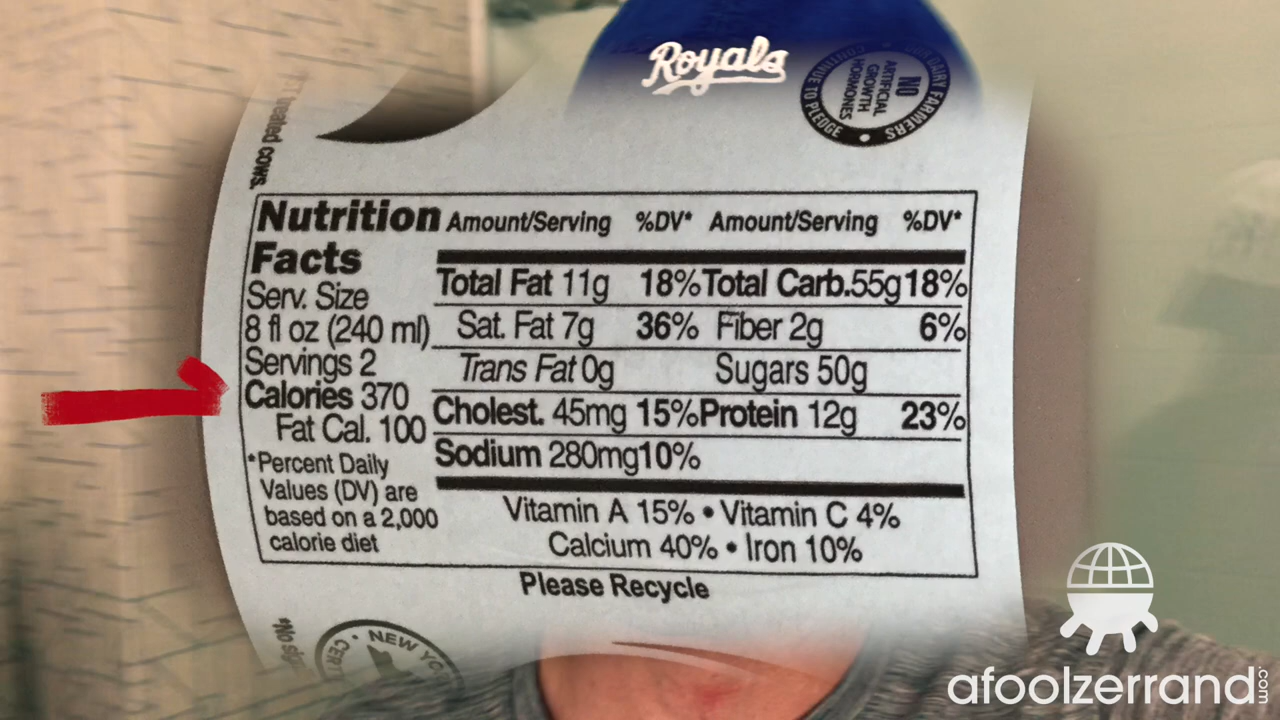 Royals
OUR DAIRY FARMERS
CONTINUE TO PLEDGE
NO
ARTIFICIAL
GROWTH
HORMONES
treated cows.
Nutrition
Facts
Serv. Size
8 fl oz (240 ml)
Servings 2
Calories 370
Fat Cal. 100
*Percent Daily
Values (DV) are
based on a 2,000
calorie diet
Amount/Serving %DV* Amount/Serving %DV*
Total Fat 11g 18% Total Carb. 55g 18%
Sat. Fat 7g 36% Fiber 2g 6%
Trans Fat 0g Sugars 50g
Cholest. 45mg 15% Protein 12g 23%
Sodium 280mg 10%
Vitamin A 15% • Vitamin C 4%
Calcium 40% • Iron 10%
Please Recycle
*No
NEW
afoolzerrand.com